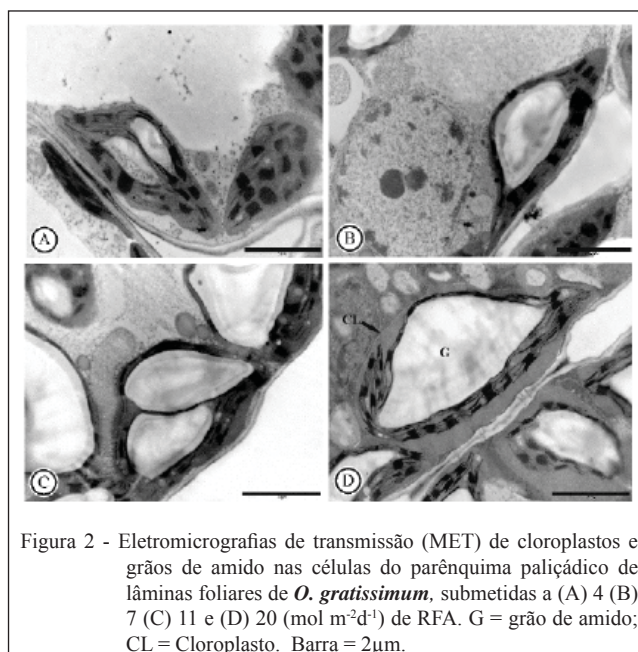 A
B
C
CL
G
D
Figura 2 - Eletromicrografias de transmissão (MET) de cloroplastos e
grãos de amido nas células do parênquima paliçádico de
lâminas foliares de O. gratissimum, submetidas a (A) 4 (B)
7 (C) 11 e (D) 20 (mol m⁻²d⁻¹) de RFA. G = grão de amido;
CL = Cloroplasto. Barra = 2µm.